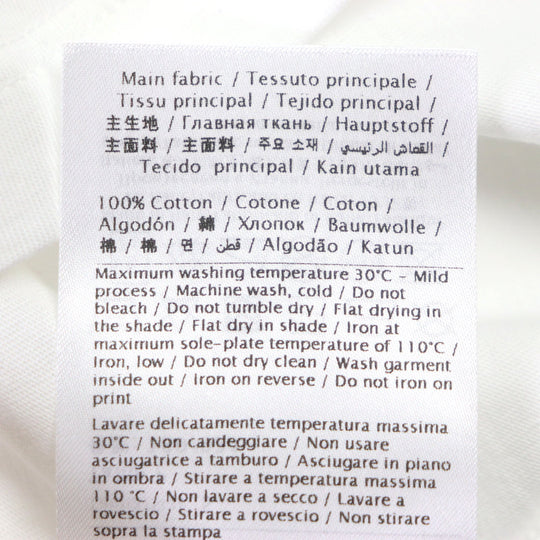 Main fabric / Tessuto principale /
Tissu principal / Tejido principal /
主生地 / Главная ткань / Hauptstoff /
主面料 / 主面料 / 주요 소재 / القماش الرئيسي /
Tecido principal / Kain utama
100% Cotton / Cotone / Coton /
Algodón / 綿 / Хлопок / Baumwolle /
棉 / 棉 / 면 / قطن / Algodão / Katun
Maximum washing temperature 30°C - Mild
process / Machine wash, cold / Do not
bleach / Do not tumble dry / Flat drying in
the shade / Flat dry in shade / Iron at
maximum sole-plate temperature of 110°C /
Iron, low / Do not dry clean / Wash garment
inside out / Iron on reverse / Do not iron on
print
Lavare delicatamente temperatura massima
30°C / Non candeggiare / Non usare
asciugatrice a tamburo / Asciugare in piano
in ombra / Stirare a temperatura massima
110 °C / Non lavare a secco / Lavare a
rovescio / Stirare a rovescio / Non stirare
sopra la stampa